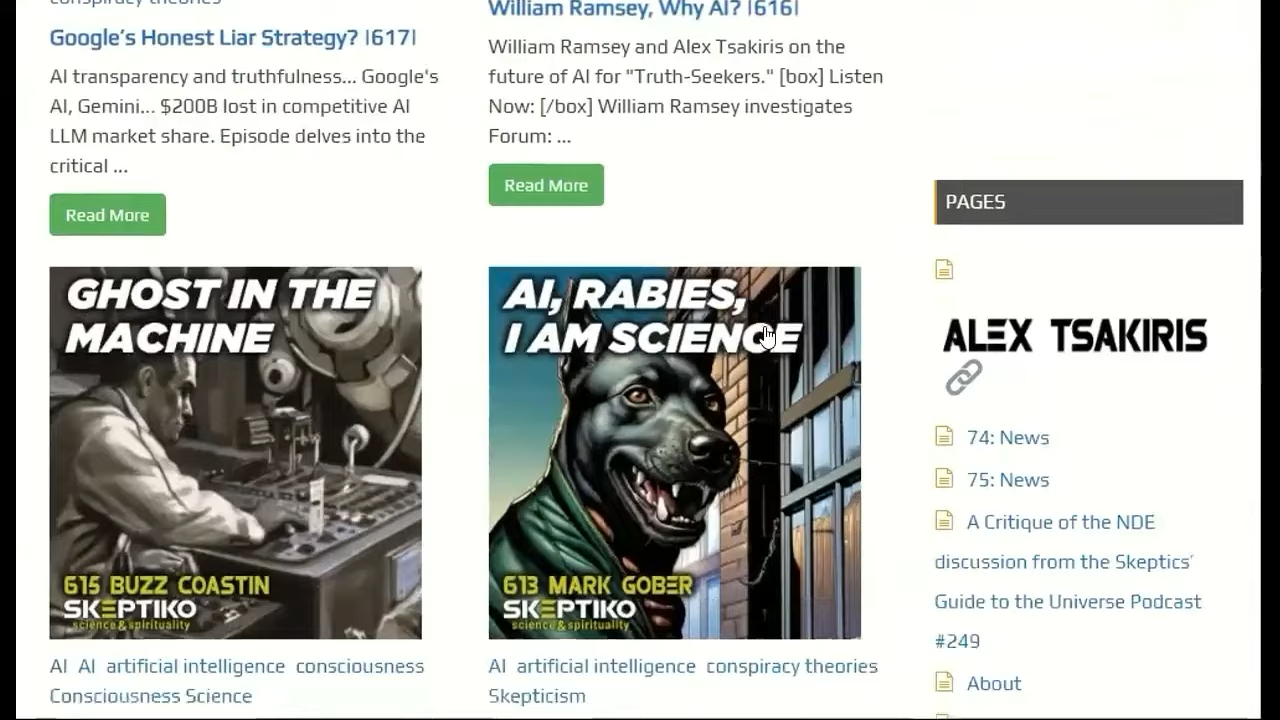 Google's Honest Liar Strategy? |617|
AI transparency and truthfulness... Google's
AI, Gemini... $200B lost in competitive AI
LLM market share. Episode delves into the
critical ...
Read More
William Ramsey, Why AI? |616|
William Ramsey and Alex Tsakiris on the
future of AI for "Truth-Seekers." [box] Listen
Now: [/box] William Ramsey investigates
Forum: ...
Read More
GHOST IN THE
MACHINE
615 BUZZ COASTIN
SKEPTIKO
science & spirituality
AI AI artificial intelligence consciousness
Consciousness Science
AI, RABIES,
I AM SCIENCE
613 MARK GOBER
SKEPTIKO
science & spirituality
AI artificial intelligence conspiracy theories
Skepticism
PAGES
ALEX TSAKIRIS
74: News
75: News
A Critique of the NDE
discussion from the Skeptics'
Guide to the Universe Podcast
#249
About